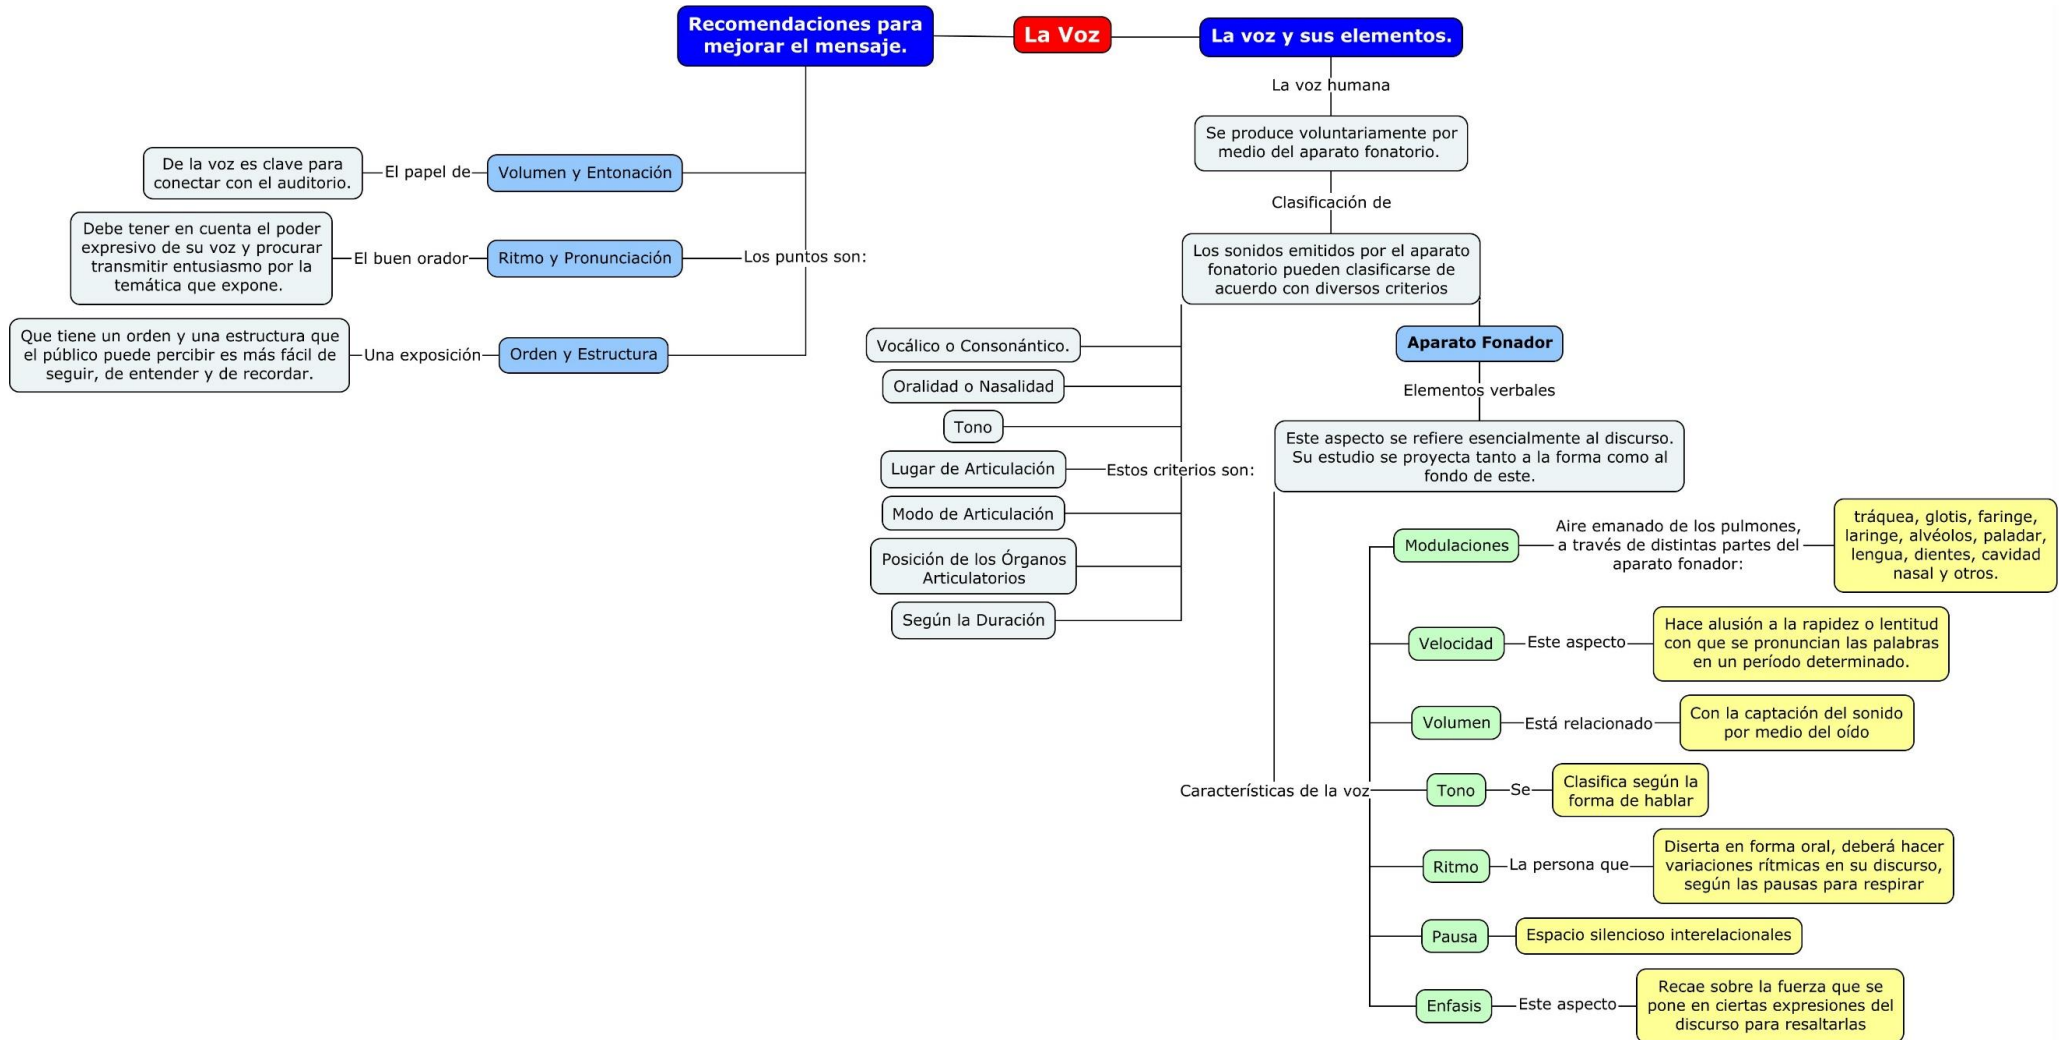 Recomendaciones para
mejorar el mensaje.
La Voz
La voz y sus elementos.
La voz humana
Se produce voluntariamente por
medio del aparato fonatorio.
Clasificación de
Los sonidos emitidos por el aparato
fonatorio pueden clasificarse de
acuerdo con diversos criterios
De la voz es clave para
conectar con el auditorio.
El papel de
Volumen y Entonación
Debe tener en cuenta el poder
expresivo de su voz y procurar
transmitir entusiasmo por la
temática que expone.
El buen orador
Ritmo y Pronunciación
Los puntos son:
Que tiene un orden y una estructura que
el público puede percibir es más fácil de
seguir, de entender y de recordar.
Una exposición
Orden y Estructura
Vocálico o Consonántico.
Oralidad o Nasalidad
Tono
Lugar de Articulación
Estos criterios son:
Modo de Articulación
Posición de los Órganos
Articulatorios
Según la Duración
Aparato Fonador
Elementos verbales
Este aspecto se refiere esencialmente al discurso.
Su estudio se proyecta tanto a la forma como al
fondo de este.
Características de la voz
Modulaciones
Aire emanado de los pulmones,
a través de distintas partes del
aparato fonador:
tráquea, glotis, faringe,
laringe, alvéolos, paladar,
lengua, dientes, cavidad
nasal y otros.
Velocidad
Este aspecto
Hace alusión a la rapidez o lentitud
con que se pronuncian las palabras
en un período determinado.
Volumen
Está relacionado
Con la captación del sonido
por medio del oído
Tono
Se
Clasifica según la
forma de hablar
Ritmo
La persona que
Diserta en forma oral, deberá hacer
variaciones rítmicas en su discurso,
según las pausas para respirar
Pausa
Espacio silencioso interelacionales
Enfasis
Este aspecto
Recae sobre la fuerza que se
pone en ciertas expresiones del
discurso para resaltarlas